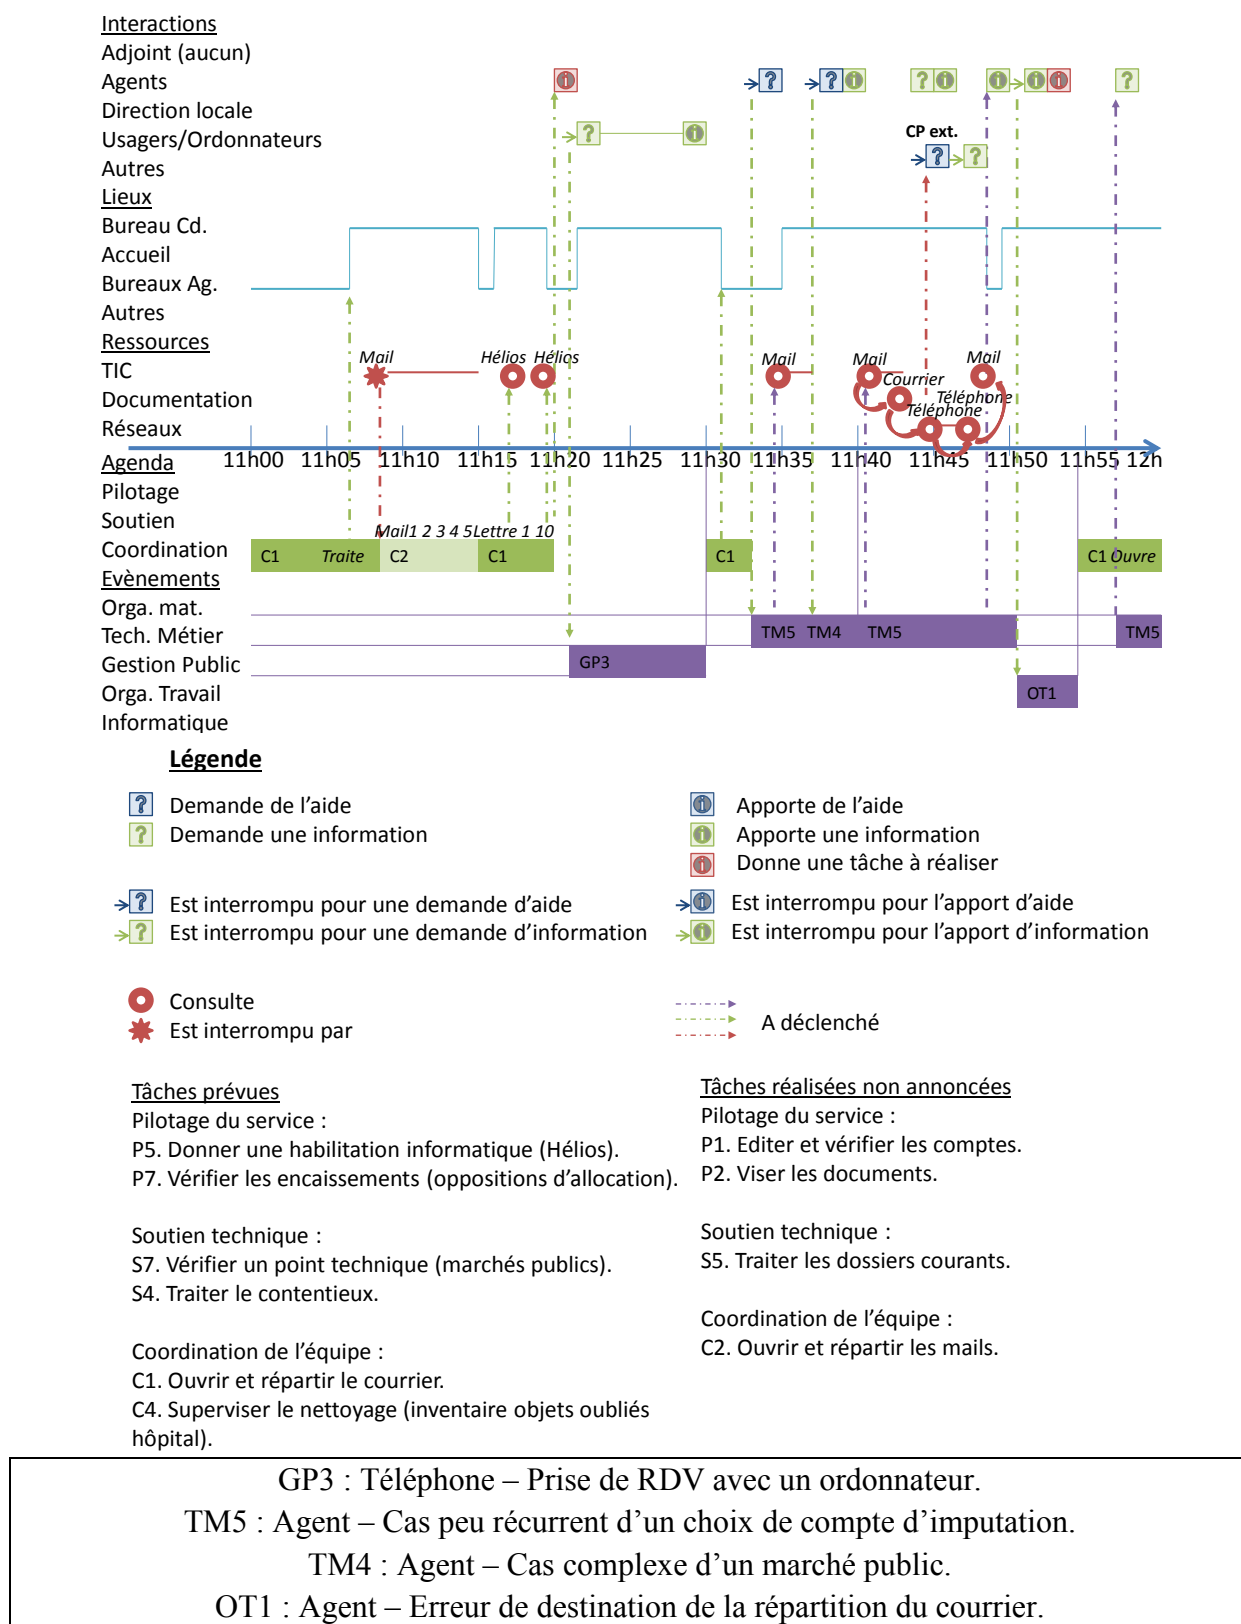 Interactions
Adjoint (aucun)
Agents
Direction locale
Usagers/Ordonnateurs
CP ext.
Autres
Lieux
Bureau Cd.
Accueil
Bureaux Ag.
Autres
Ressources
Mail Hélios Hélios Mail Mail Mail
TIC
Courrier
Documentation
Téléphone Téléphone
Réseaux
11h00 11h05 11h10 11h15 11h20 11h25 11h30 11h35 11h40 11h45 11h50 11h55 12h
Agenda
Pilotage
Soutien
Mail1 2 3 4 5 Lettre 1 10
Coordination
C1 Traite C2 C1 C1 C1 Ouvre
Evènements
Orga. mat.
Tech. Métier
TM5 TM4 TM5 TM5
Gestion Public
GP3
Orga. Travail
OT1
Informatique
Légende
? Demande de l'aide
i Apporte de l'aide
? Demande une information
i Apporte une information
i Donne une tâche à réaliser
? Est interrompu pour une demande d'aide
i Est interrompu pour l'apport d'aide
? Est interrompu pour une demande d'information
i Est interrompu pour l'apport d'information
Consulte
Est interrompu par
A déclenché
Tâches prévues
Pilotage du service :
P5. Donner une habilitation informatique (Hélios).
P7. Vérifier les encaissements (oppositions d'allocation).
Soutien technique :
S7. Vérifier un point technique (marchés publics).
S4. Traiter le contentieux.
Coordination de l'équipe :
C1. Ouvrir et répartir le courrier.
C4. Superviser le nettoyage (inventaire objets oubliés
hôpital).
Tâches réalisées non annoncées
Pilotage du service :
P1. Editer et vérifier les comptes.
P2. Viser les documents.
Soutien technique :
S5. Traiter les dossiers courants.
Coordination de l'équipe :
C2. Ouvrir et répartir les mails.
GP3 : Téléphone – Prise de RDV avec un ordonnateur.
TM5 : Agent – Cas peu récurrent d'un choix de compte d'imputation.
TM4 : Agent – Cas complexe d'un marché public.
OT1 : Agent – Erreur de destination de la répartition du courrier.